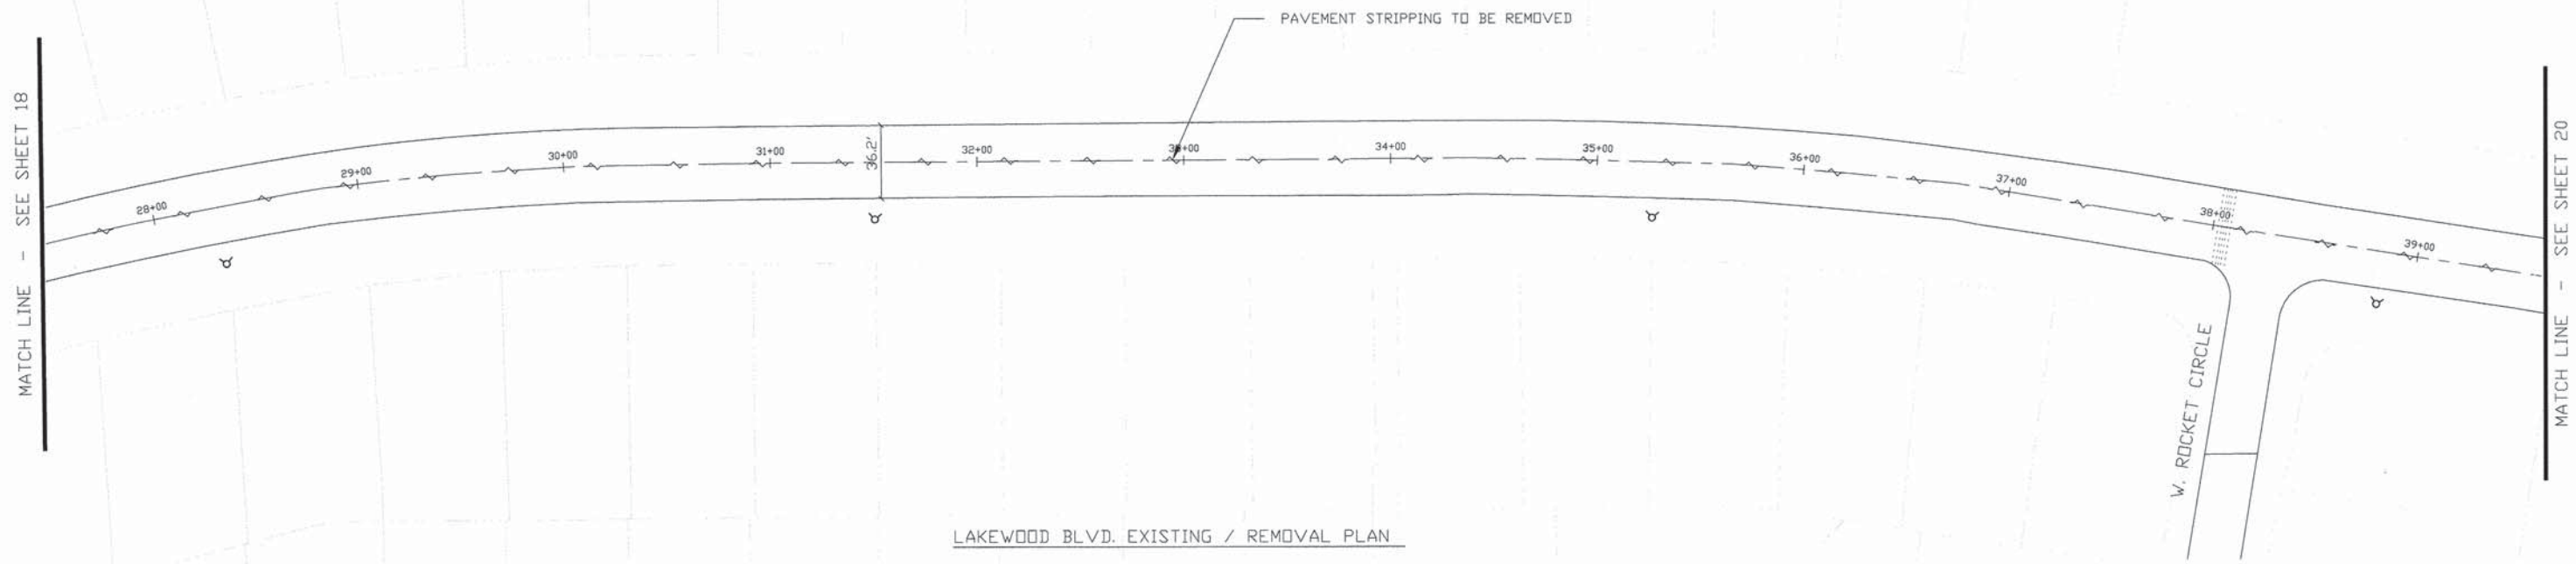 PAVEMENT STRIPPING TO BE REMOVED
MATCH LINE - SEE SHEET 18
28+00
29+00
30+00
31+00
36.2'
32+00
33+00
34+00
35+00
36+00
37+00
38+00
39+00
MATCH LINE - SEE SHEET 20
W. ROCKET CIRCLE
LAKEWOOD BLVD. EXISTING / REMOVAL PLAN